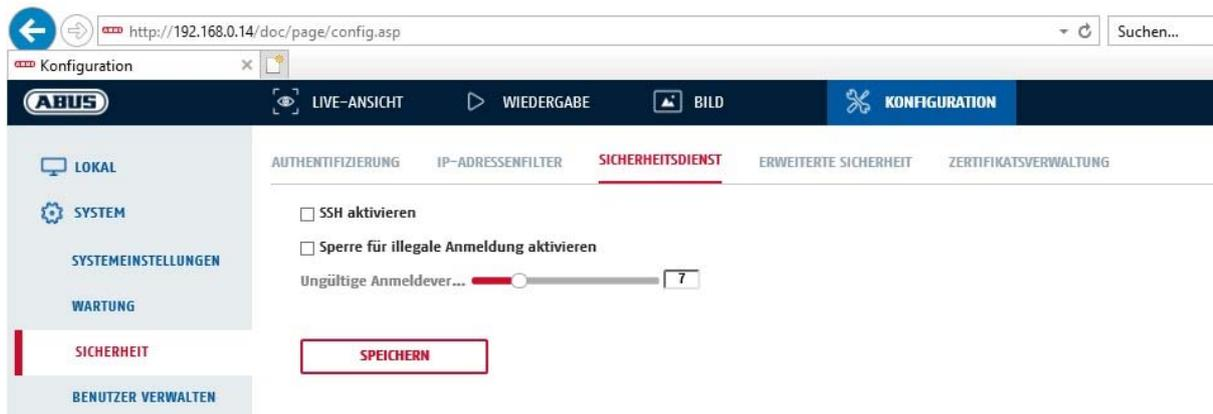 http://192.168.0.14/doc/page/config.asp
Suchen...
Konfiguration
ABUS
LIVE-ANSICHT
WIEDERGABE
BILD
KONFIGURATION
LOKAL
SYSTEM
SYSTEMEINSTELLUNGEN
WARTUNG
SICHERHEIT
BENUTZER VERWALTEN
AUTHENTIFIZIERUNG
IP-ADRESSENFILTER
SICHERHEITSDIENST
ERWEITERTE SICHERHEIT
ZERTIFIKATSVERWALTUNG
SSH aktivieren
Sperre für illegale Anmeldung aktivieren
Ungültige Anmeldever... 7
SPEICHERN